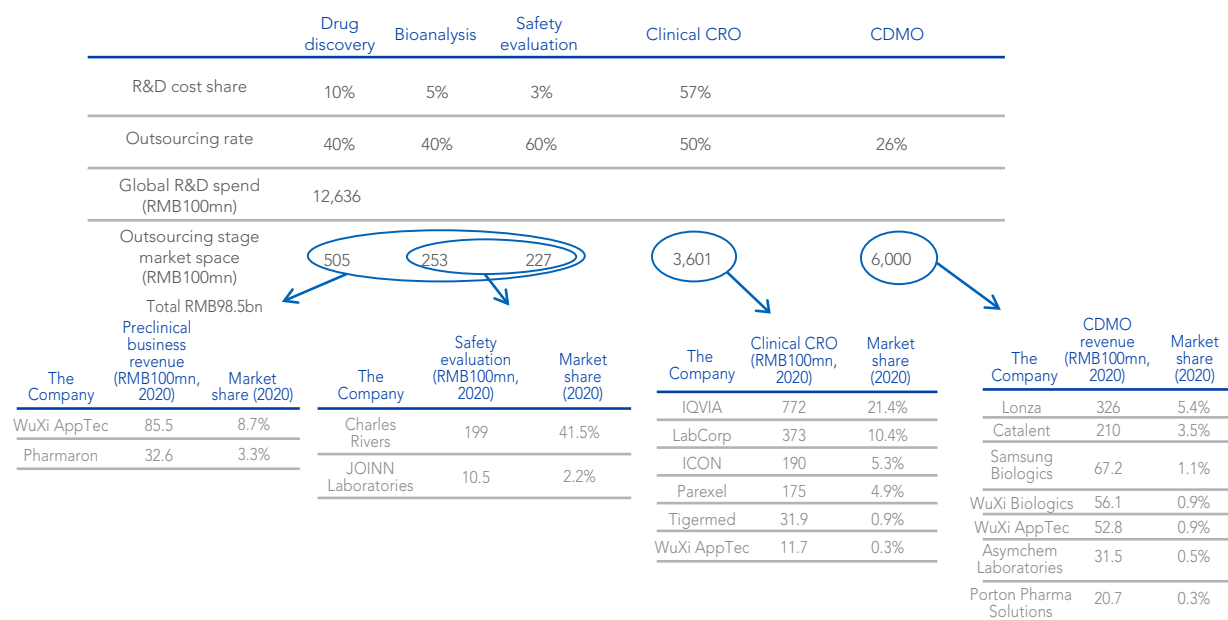 Drug discovery Bioanalysis Safety evaluation Clinical CRO CDMO
R&D cost share 10% 5% 3% 57%
Outsourcing rate 40% 40% 60% 50% 26%
Global R&D spend (RMB100mn) 12,636
Outsourcing stage market space (RMB100mn) 505 253 227 3,601 6,000
Total RMB98.5bn
The Company Preclinical business revenue (RMB100mn, 2020) Market share (2020)
WuXi AppTec 85.5 8.7%
Pharmaron 32.6 3.3%
The Company Safety evaluation (RMB100mn, 2020) Market share (2020)
Charles Rivers 199 41.5%
JOINN Laboratories 10.5 2.2%
The Company Clinical CRO (RMB100mn, 2020) Market share (2020)
IQVIA 772 21.4%
LabCorp 373 10.4%
ICON 190 5.3%
Parexel 175 4.9%
Tigermed 31.9 0.9%
WuXi AppTec 11.7 0.3%
The Company CDMO revenue (RMB100mn, 2020) Market share (2020)
Lonza 326 5.4%
Catalent 210 3.5%
Samsung Biologics 67.2 1.1%
WuXi Biologics 56.1 0.9%
WuXi AppTec 52.8 0.9%
Asymchem Laboratories 31.5 0.5%
Porton Pharma Solutions 20.7 0.3%